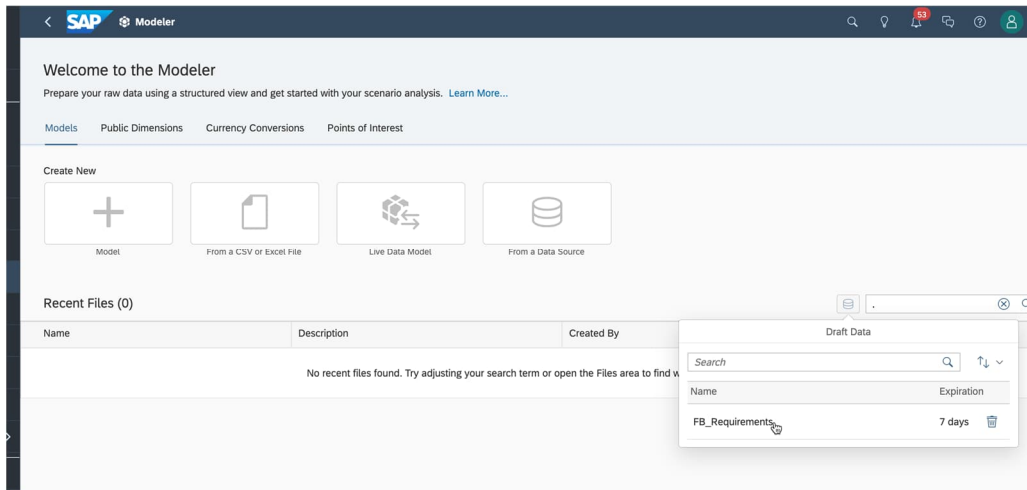 SAP Modeler 53
Welcome to the Modeler
Prepare your raw data using a structured view and get started with your scenario analysis. Learn More...
Models Public Dimensions Currency Conversions Points of Interest
Create New
Model From a CSV or Excel File Live Data Model From a Data Source
Recent Files (0) .
Name Description Created By
No recent files found. Try adjusting your search term or open the Files area to find
Draft Data
Search
Name Expiration
FB_Requirements 7 days